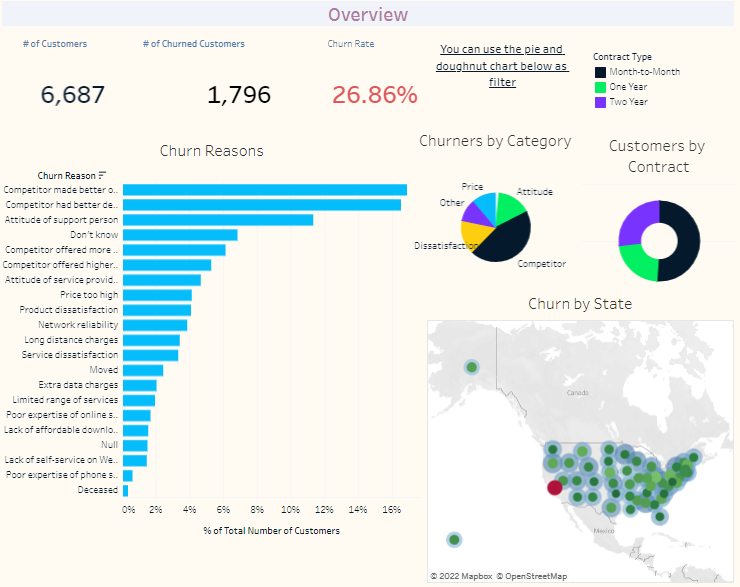 Overview
# of Customers
# of Churned Customers
Churn Rate
6,687
1,796
26.86%
You can use the pie and
doughnut chart below as
filter
Contract Type
Month-to-Month
One Year
Two Year
Churn Reasons
Churn Reason
Competitor made better o..
Competitor had better de..
Attitude of support person
Don't know
Competitor offered more ..
Competitor offered higher..
Attitude of service provid..
Price too high
Product dissatisfaction
Network reliability
Long distance charges
Service dissatisfaction
Moved
Extra data charges
Limited range of services
Poor expertise of online s..
Lack of affordable downlo..
Null
Lack of self-service on We..
Poor expertise of phone s..
Deceased
0%
2%
4%
6%
8%
10%
12%
14%
16%
% of Total Number of Customers
Churners by Category
Price
Attitude
Other
Dissatisfaction
Competitor
Customers by
Contract
Churn by State
Canada
Mexico
© 2022 Mapbox © OpenStreetMap